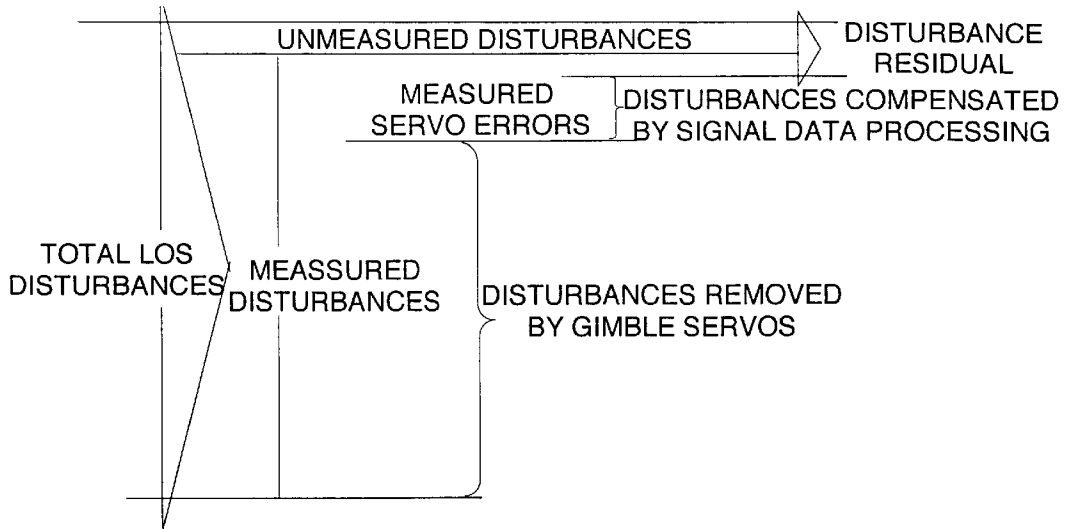 UNMEASURED DISTURBANCES
DISTURBANCE
RESIDUAL
MEASURED
SERVO ERRORS
DISTURBANCES COMPENSATED
BY SIGNAL DATA PROCESSING
TOTAL LOS
DISTURBANCES
MEASSURED
DISTURBANCES
DISTURBANCES REMOVED
BY GIMBLE SERVOS